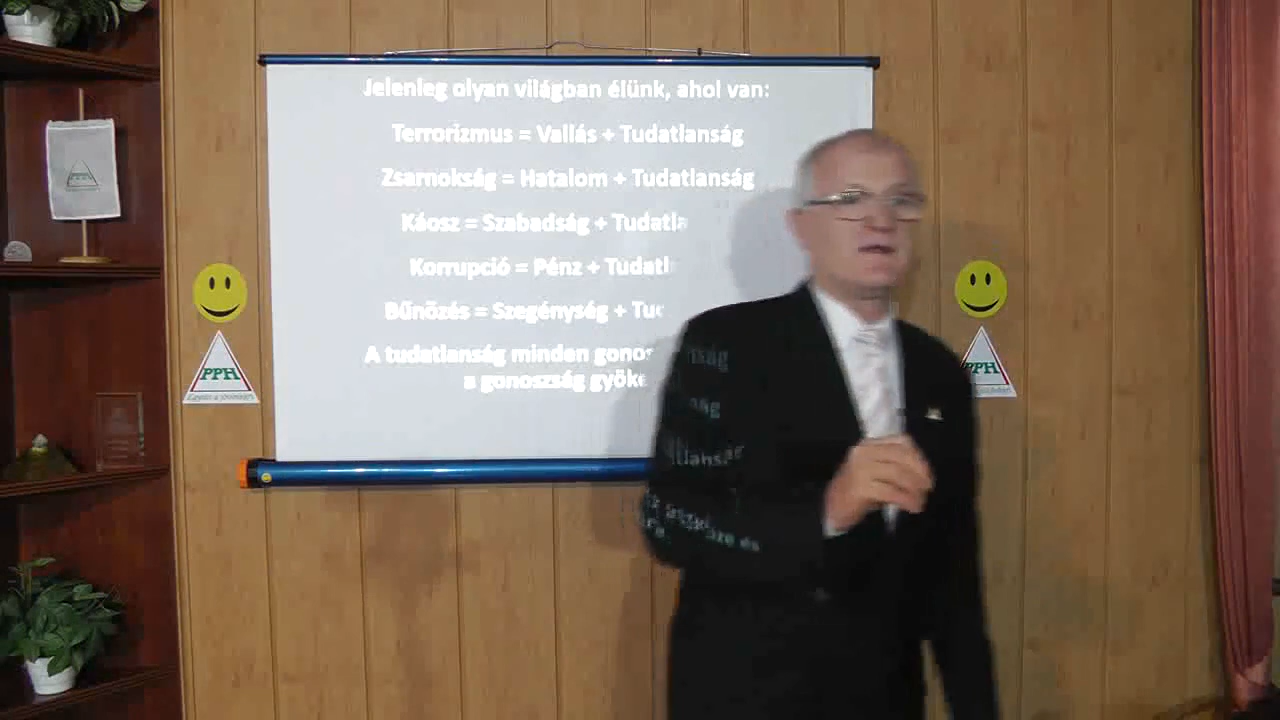 Jelenleg olyan világban élünk, ahol van:
Terrorizmus = Vallás + Tudatlanság
Zsarnokság = Hatalom + Tudatlanság
Káosz = Szabadság + Tudatla
Korrupció = Pénz + Tudatl
Bűnözés = Szegénység + Tud
A tudatlanság minden gonos
a gonoszság gyöke
PPH
PPH